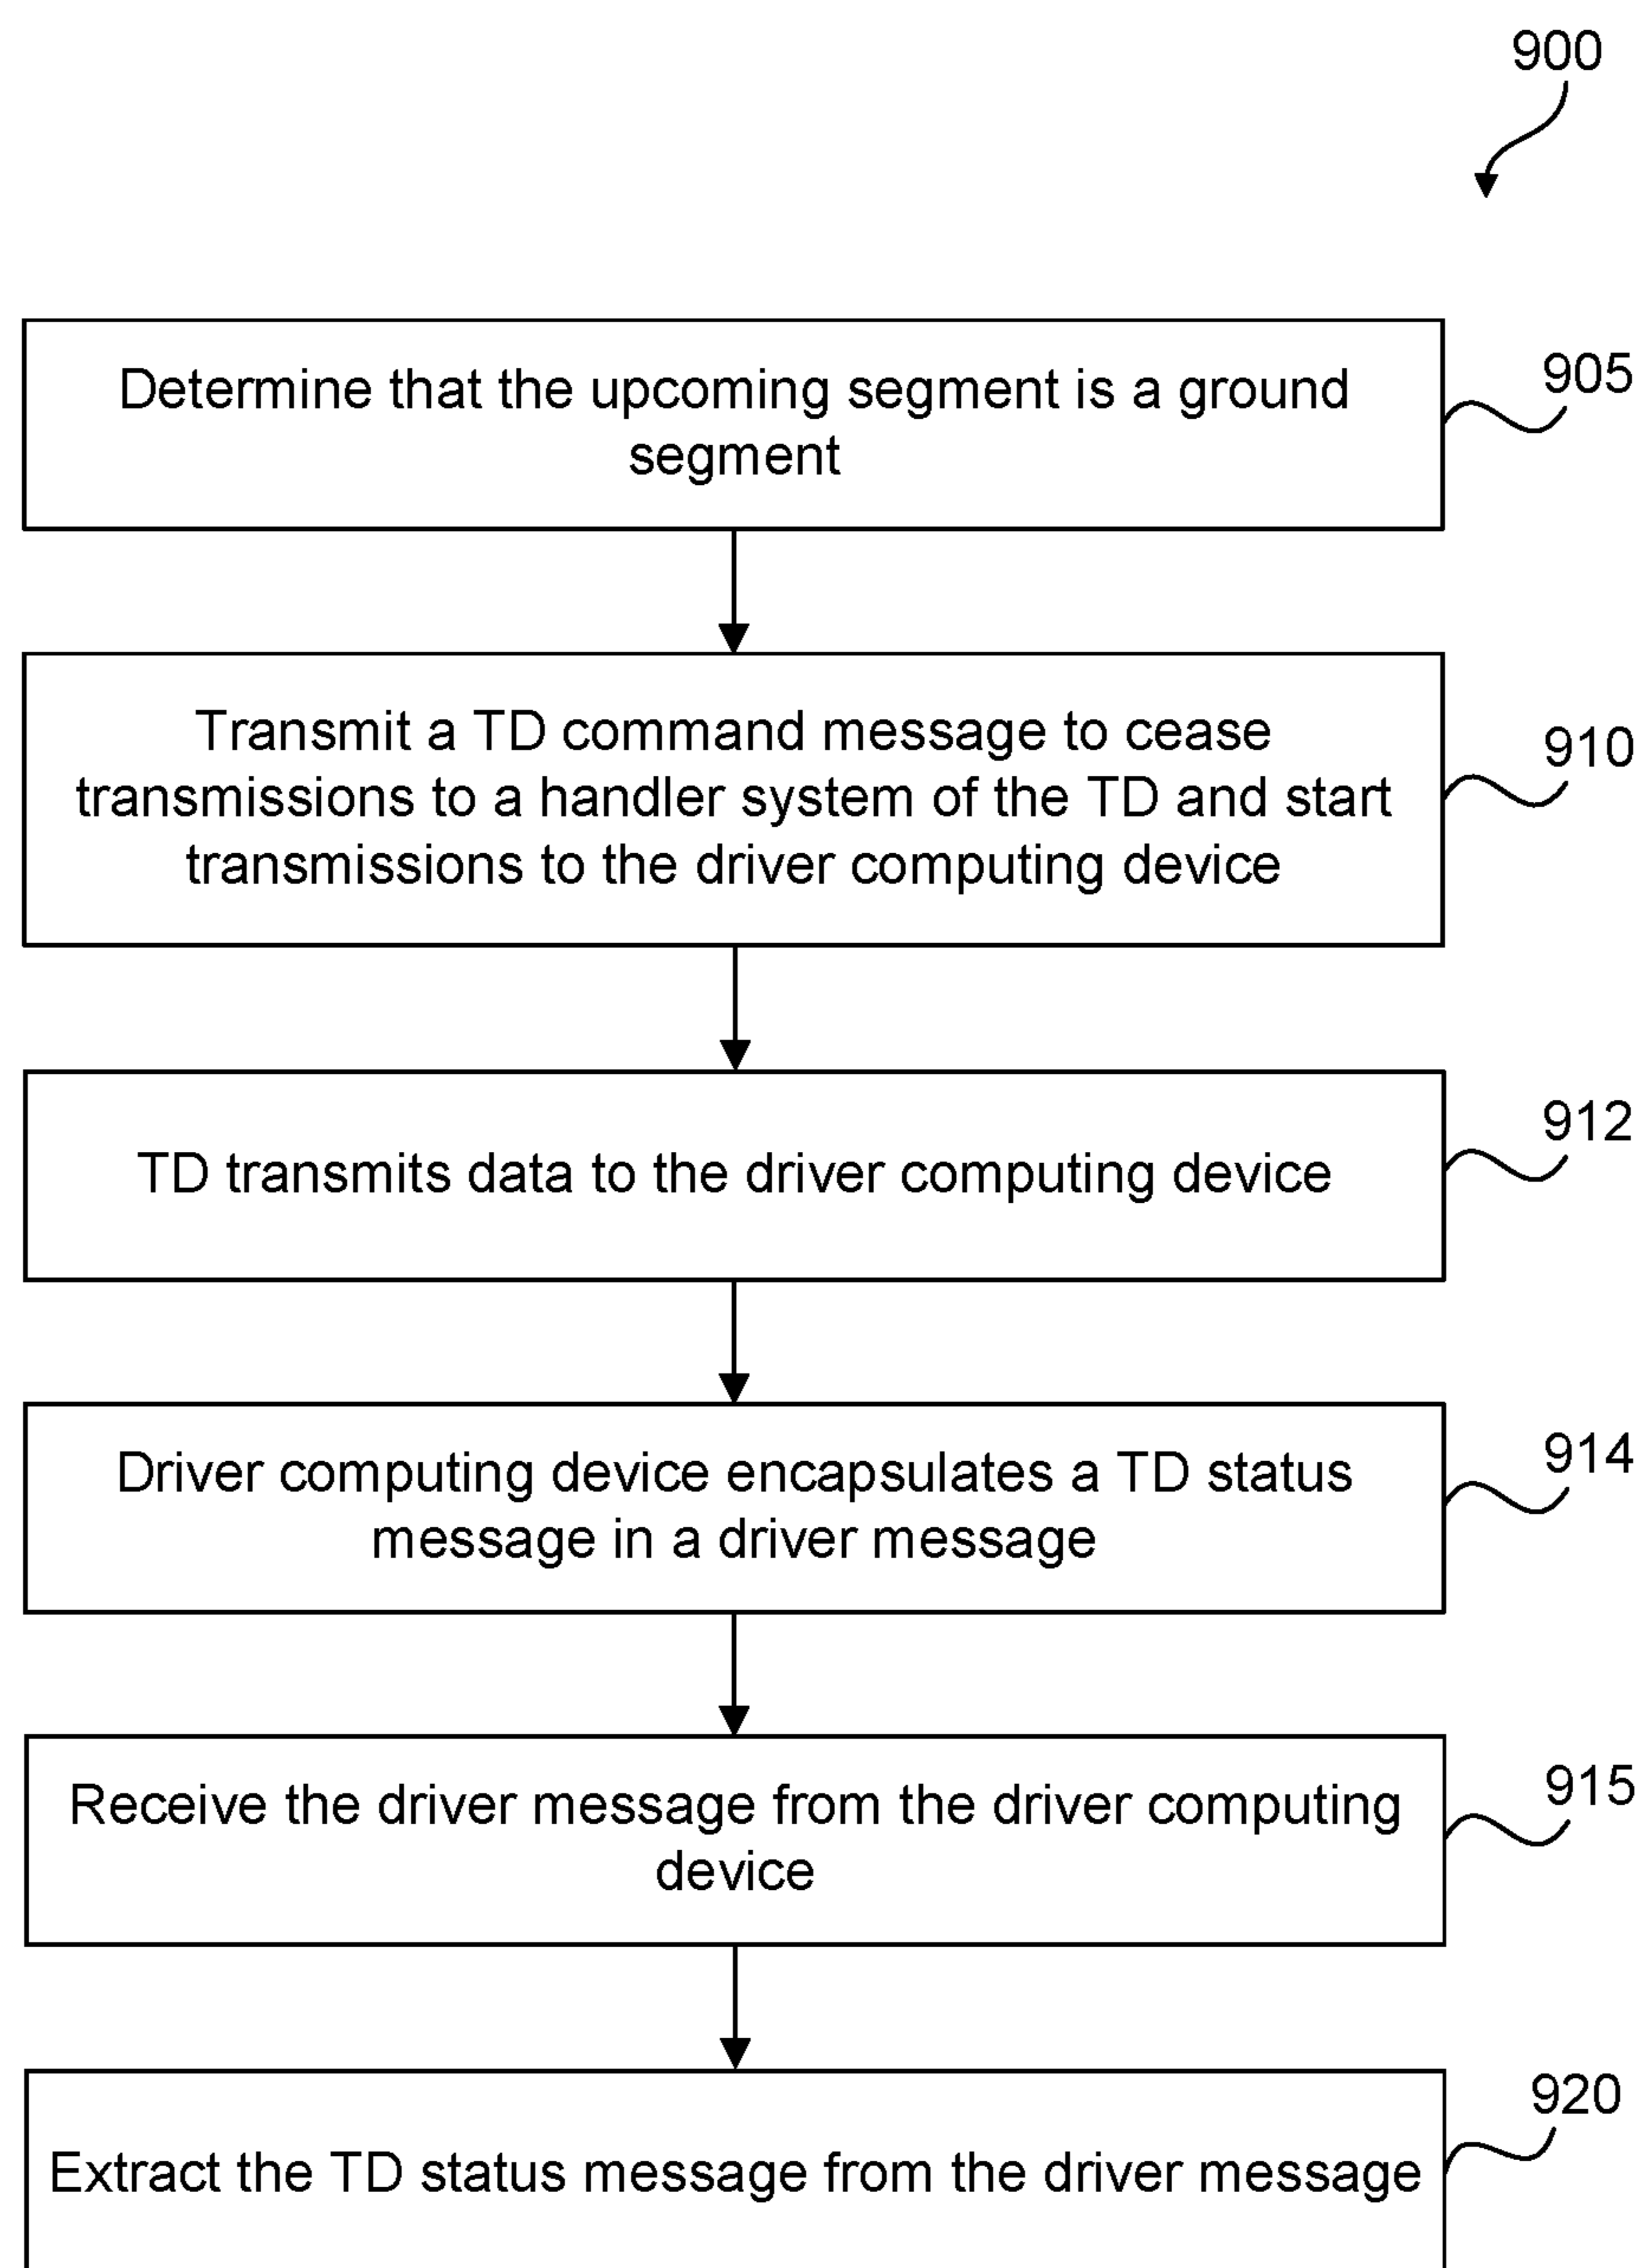 900
Determine that the upcoming segment is a ground
segment
905
Transmit a TD command message to cease
transmissions to a handler system of the TD and start
transmissions to the driver computing device
910
TD transmits data to the driver computing device
912
Driver computing device encapsulates a TD status
message in a driver message
914
Receive the driver message from the driver computing
device
915
Extract the TD status message from the driver message
920